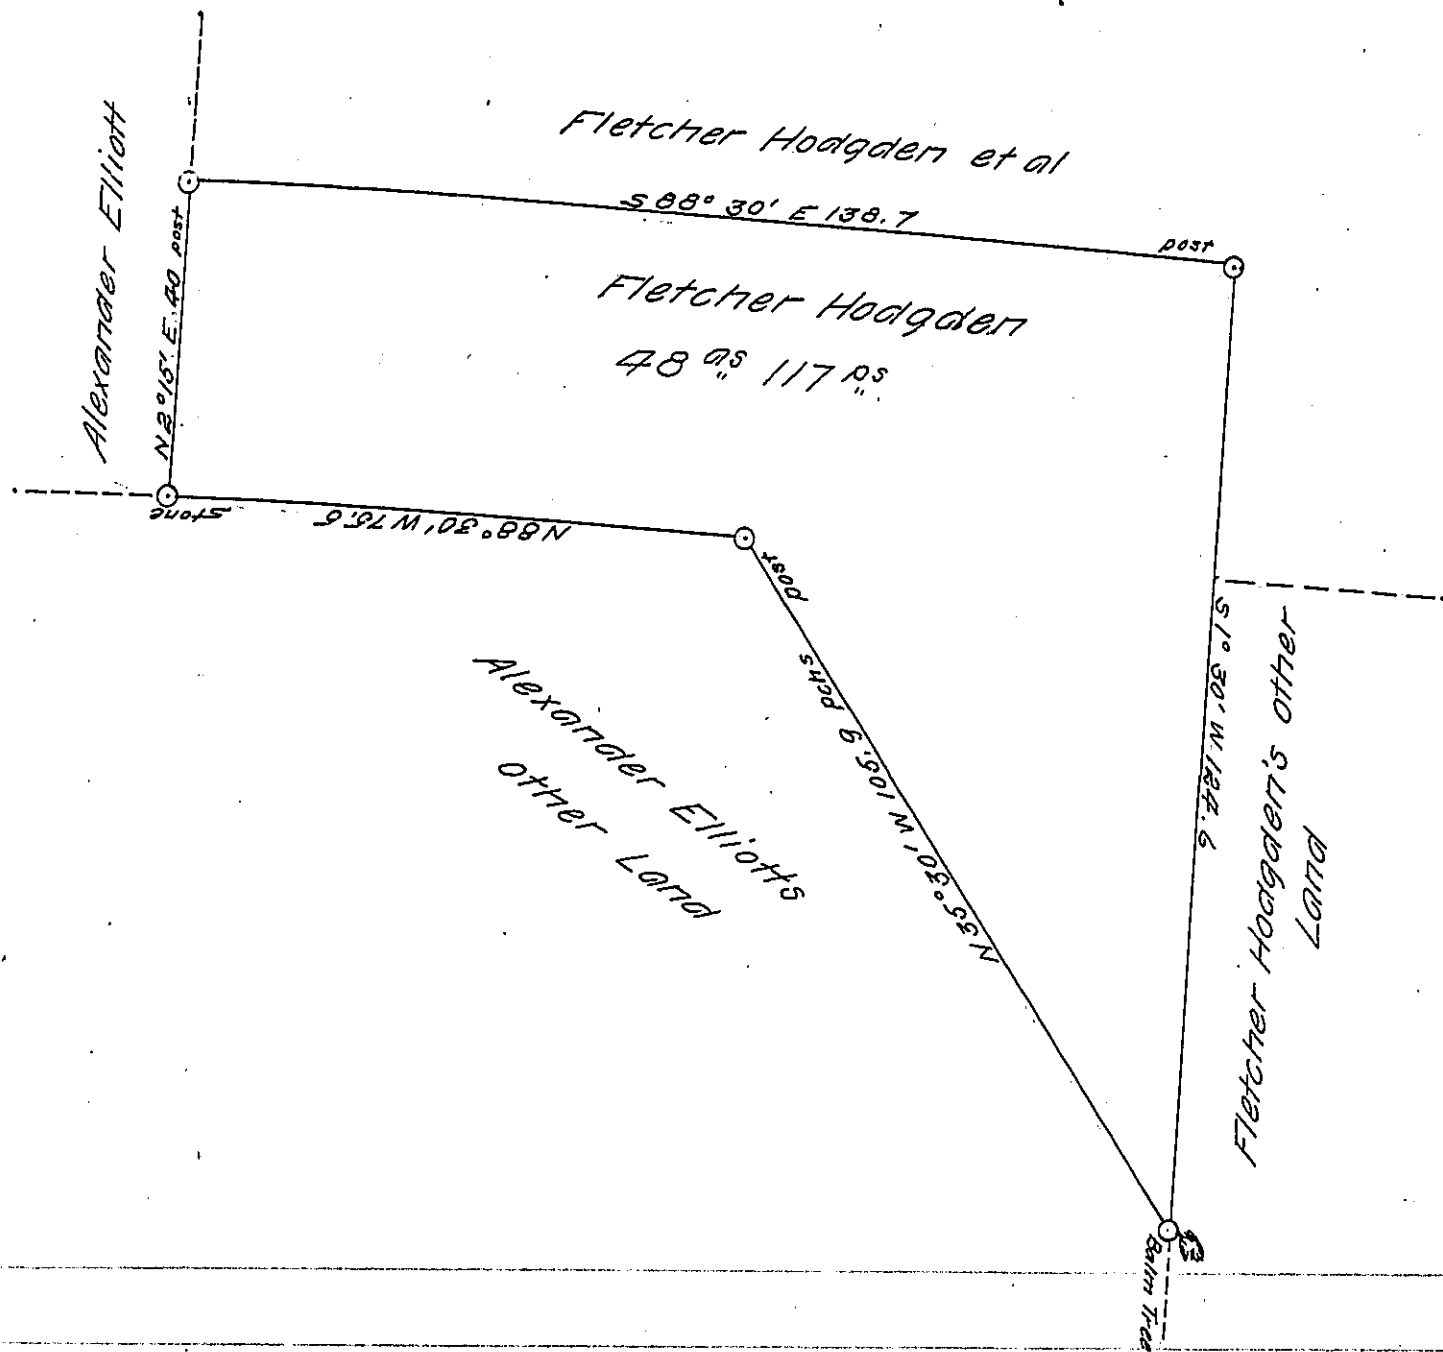 Alexander Elliott
Fletcher Hodgden et al
S 88° 30' E 138.7
post
N 2° 15' E. 40 post
Fletcher Hodgden
48 as 117 ps
stone
N 88° 30' W 75.6
post
N 35° 30' W 105.9 pchs
Alexander Elliotts
other Land
S 1° 30' W 124.6
Fletcher Hodgden's other
Land
Balm Tree